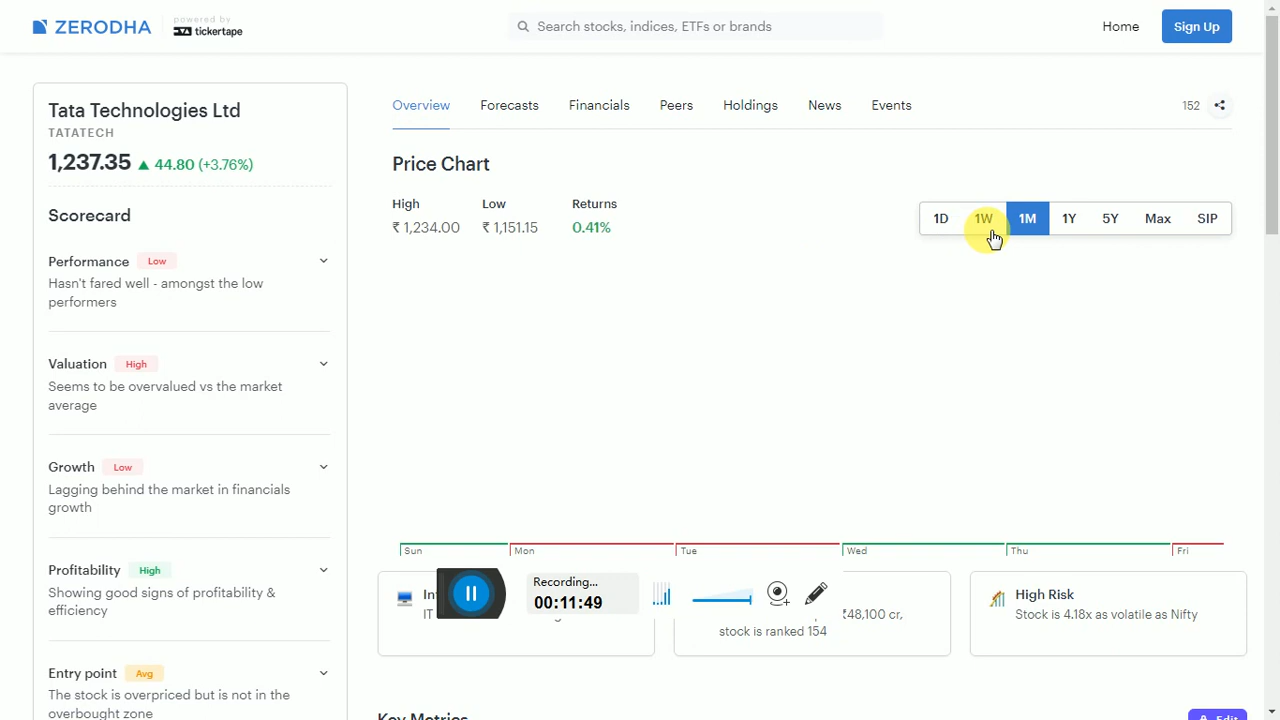 ZERODHA
powered by
tickertape
Search stocks, indices, ETFs or brands
Home
Sign Up
Tata Technologies Ltd
TATATECH
1,237.35 ▲ 44.80 (+3.76%)
Scorecard
Performance Low
Hasn't fared well - amongst the low
performers
Valuation High
Seems to be overvalued vs the market
average
Growth Low
Lagging behind the market in financials
growth
Profitability High
Showing good signs of profitability &
efficiency
Entry point Avg
The stock is overpriced but is not in the
overbought zone
Overview Forecasts Financials Peers Holdings News Events
152
Price Chart
High Low Returns
₹ 1,234.00 ₹ 1,151.15 0.41%
1D 1W 1M 1Y 5Y Max SIP
Sun Mon Tue Wed Thu Fri
IT
Recording...
00:11:49
₹48,100 cr,
stock is ranked 154
High Risk
Stock is 4.18x as volatile as Nifty
Key Metrics
Edit